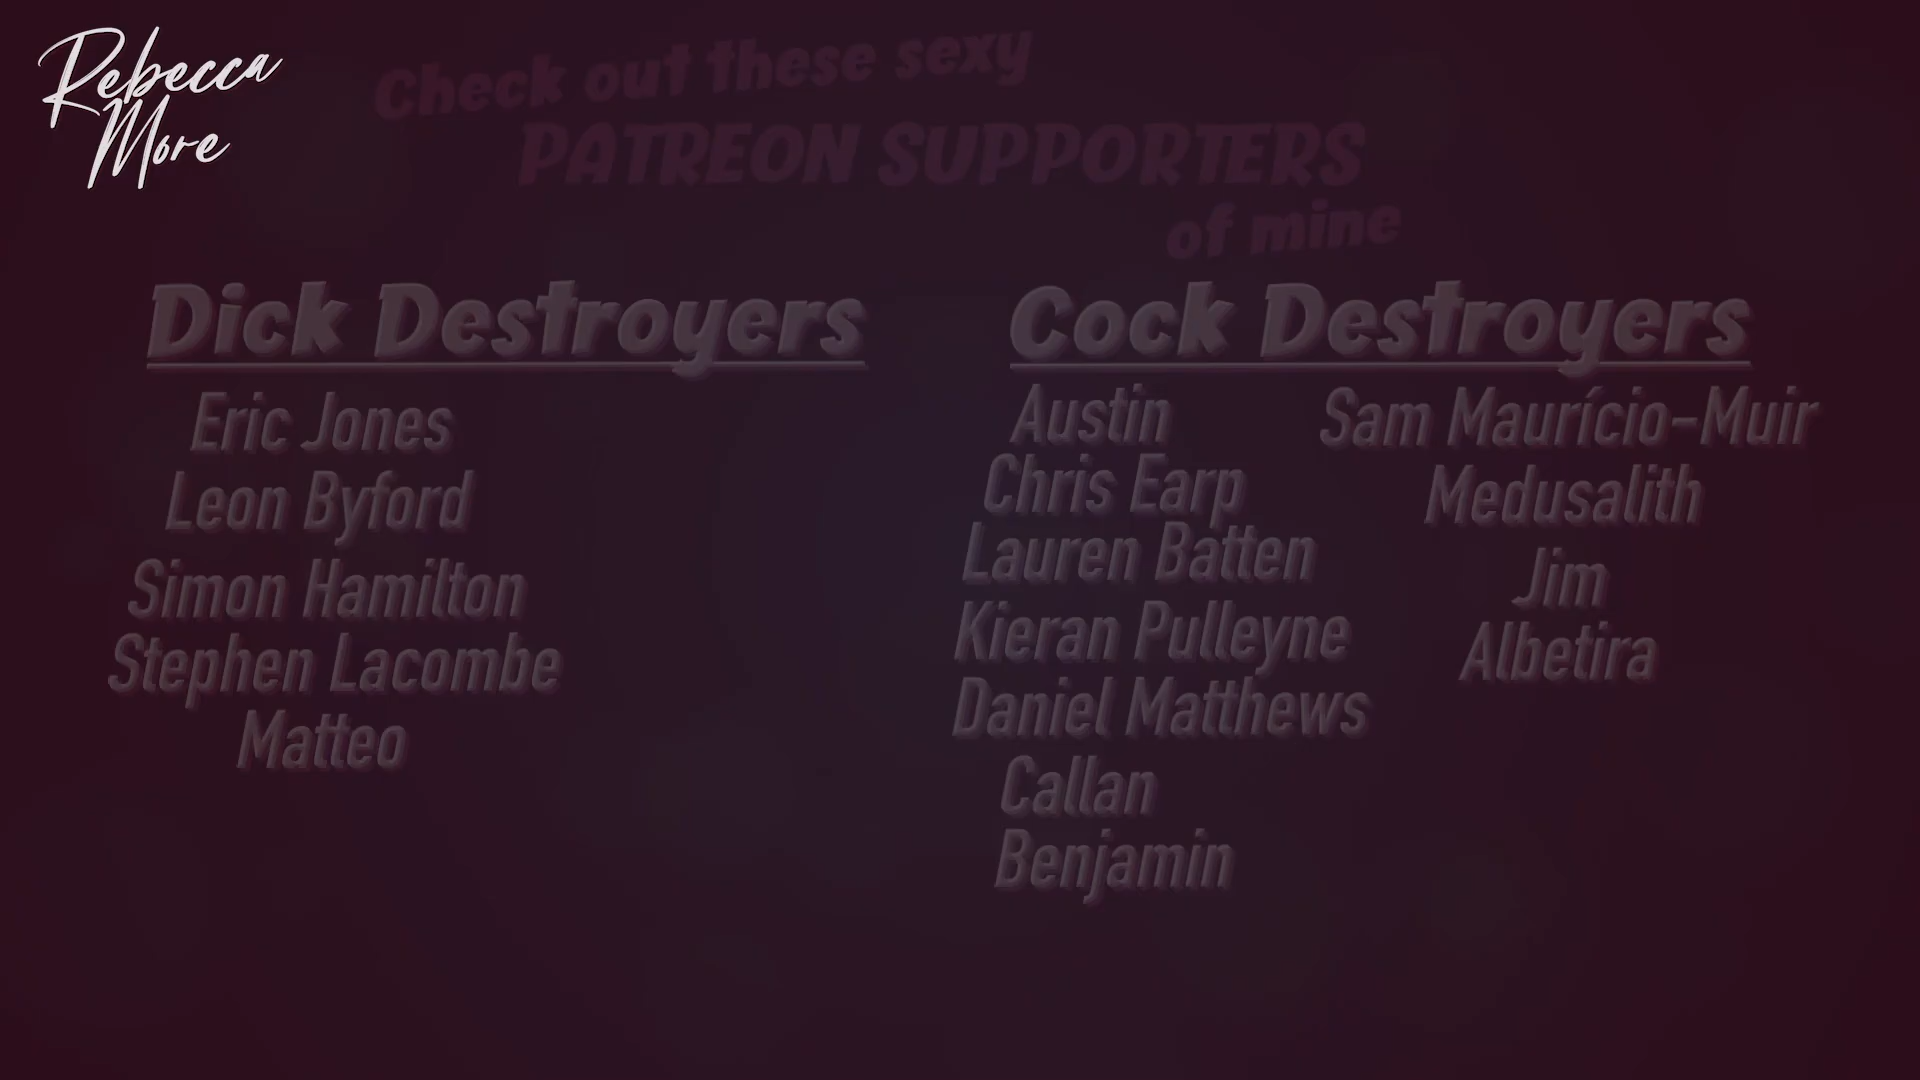 Rebecca
More
Check out these sexy
PATREON SUPPORTERS
of mine
Dick Destroyers
Eric Jones
Leon Byford
Simon Hamilton
Stephen Lacombe
Matteo
Cock Destroyers
Austin
Chris Earp
Lauren Batten
Kieran Pulleyne
Daniel Matthews
Callan
Benjamin
Sam Maurício-Muir
Medusalith
Jim
Albetira